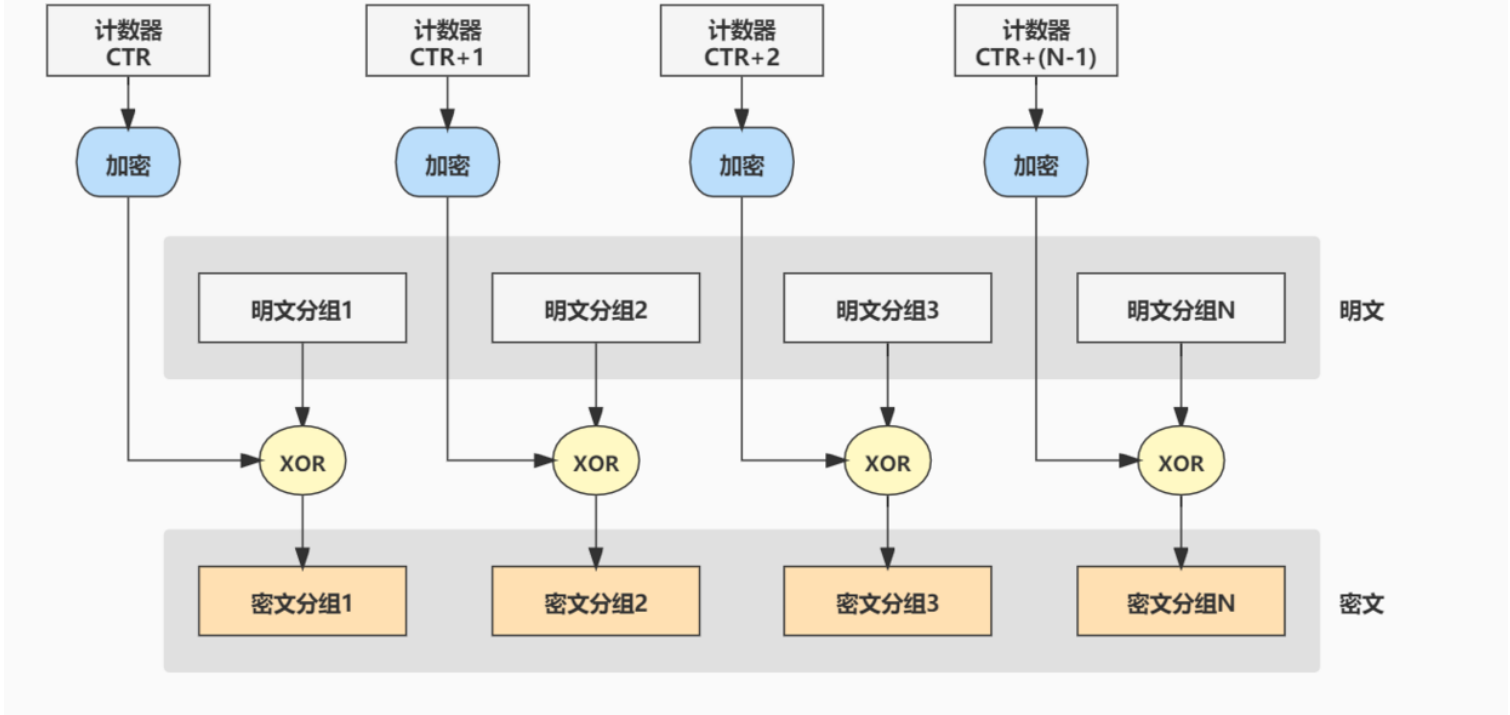 计数器
CTR
计数器
CTR+1
计数器
CTR+2
计数器
CTR+(N-1)
加密
加密
加密
加密
明文分组1
明文分组2
明文分组3
明文分组N
明文
XOR
XOR
XOR
XOR
密文分组1
密文分组2
密文分组3
密文分组N
密文